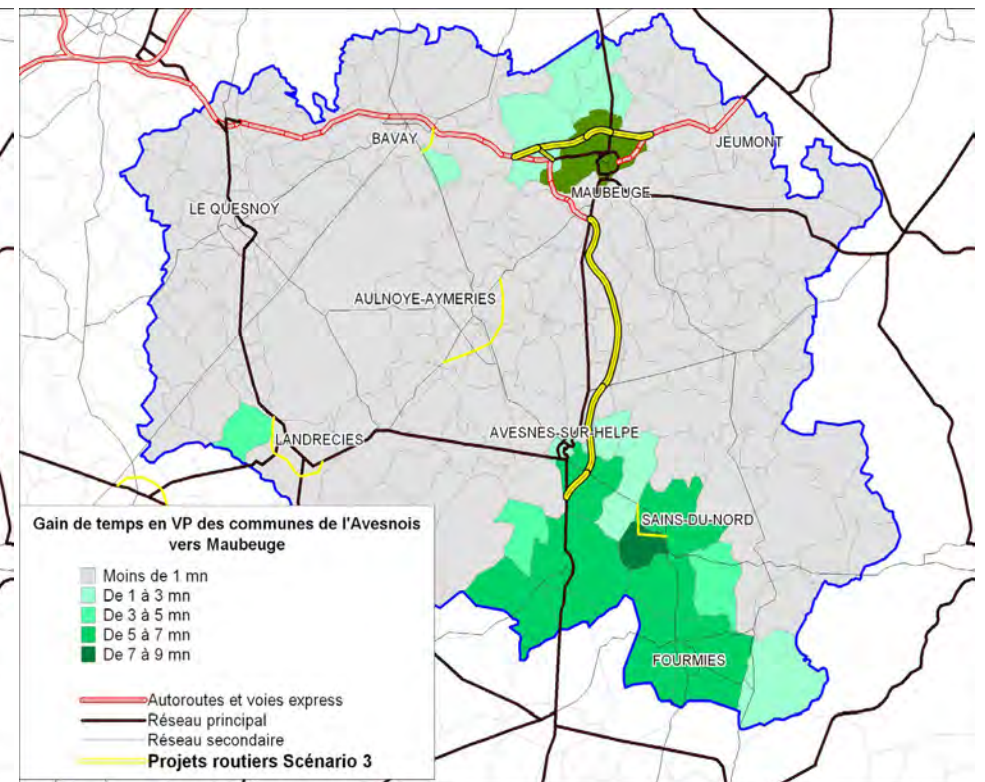 BAVAY
JEUMONT
MAUBEUGE
LE QUESNOY
AULNOYE-AYMERIES
LANDRECIES
AVESNES-SUR-HELPE
SAINS-DU-NORD
FOURMIES
Gain de temps en VP des communes de l'Avesnois
vers Maubeuge
Moins de 1 mn
De 1 à 3 mn
De 3 à 5 mn
De 5 à 7 mn
De 7 à 9 mn
Autoroutes et voies express
Réseau principal
Réseau secondaire
Projets routiers Scénario 3